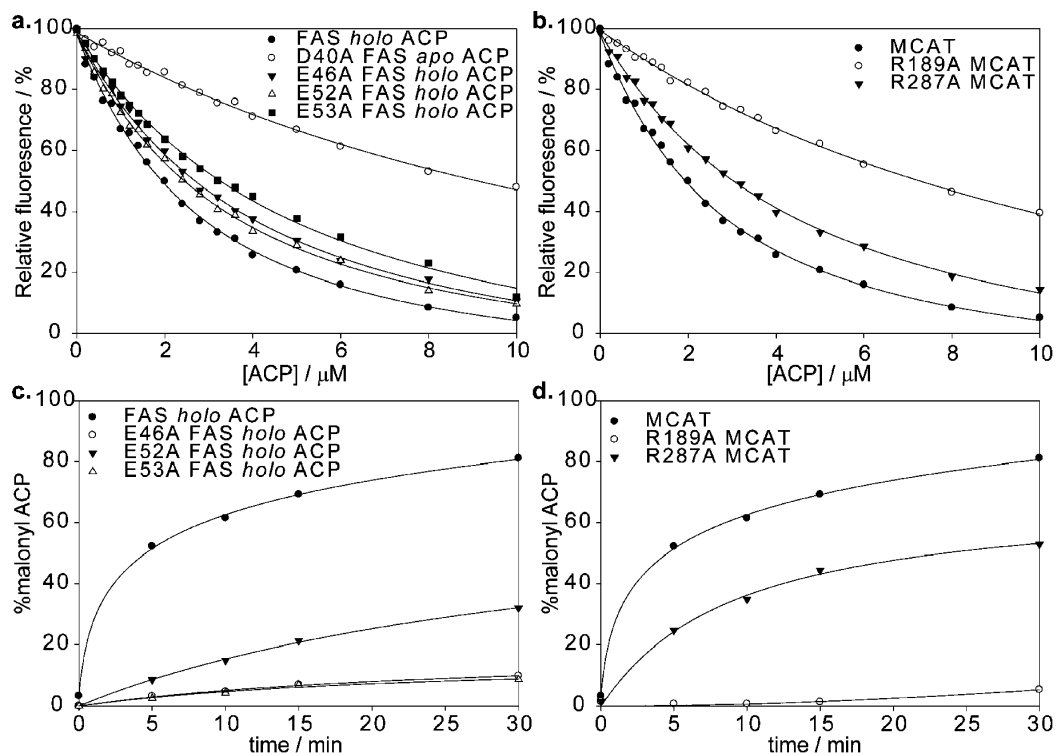 a.
FAS holo ACP
D40A FAS apo ACP
E46A FAS holo ACP
E52A FAS holo ACP
E53A FAS holo ACP
Relative fluoresence / %
100
80
60
40
20
0
0 2 4 6 8 10
[ACP] / μM
b.
MCAT
R189A MCAT
R287A MCAT
Relative fluoresence / %
100
80
60
40
20
0
0 2 4 6 8 10
[ACP] / μM
c.
FAS holo ACP
E46A FAS holo ACP
E52A FAS holo ACP
E53A FAS holo ACP
%malonyl ACP
100
80
60
40
20
0
0 5 10 15 20 25 30
time / min
d.
MCAT
R189A MCAT
R287A MCAT
%malonyl ACP
100
80
60
40
20
0
0 5 10 15 20 25 30
time / min